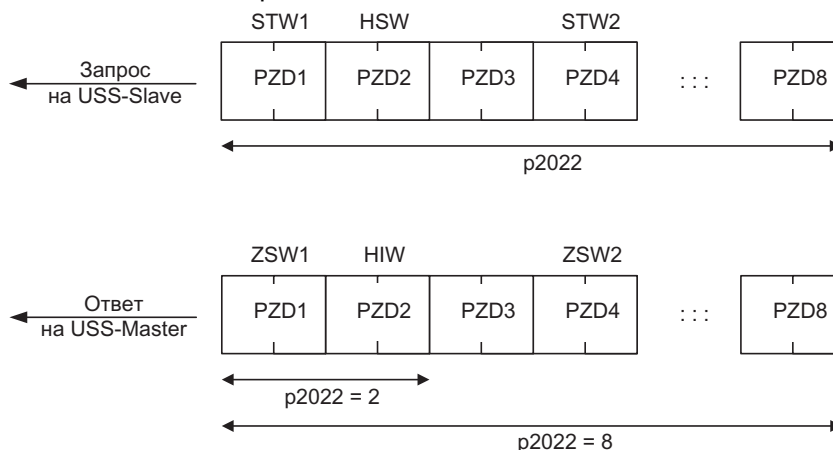 STW1 HSW STW2
Запрос
на USS-Slave
PZD1 PZD2 PZD3 PZD4 : : : PZD8
p2022
ZSW1 HIW ZSW2
Ответ
на USS-Master
PZD1 PZD2 PZD3 PZD4 : : : PZD8
p2022 = 2
p2022 = 8